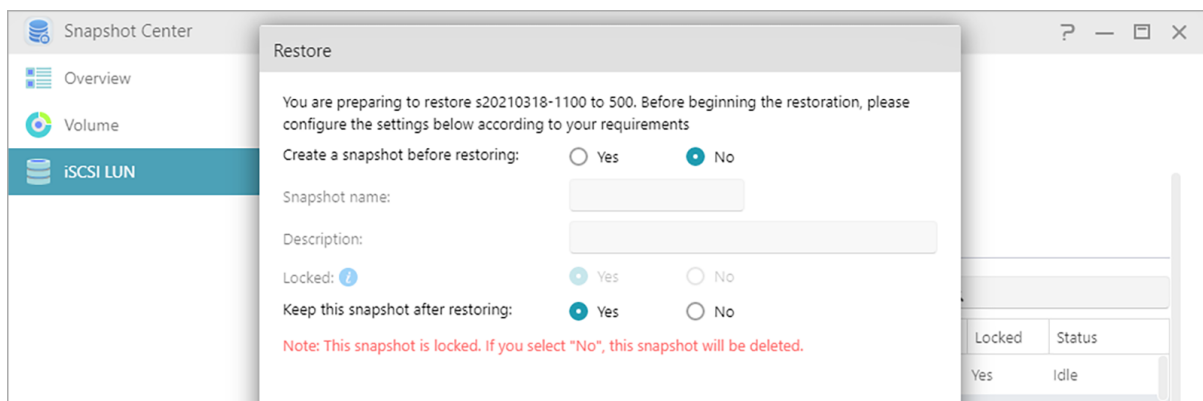 Snapshot Center
Overview
Volume
iSCSI LUN
Restore
You are preparing to restore s20210318-1100 to 500. Before beginning the restoration, please
configure the settings below according to your requirements
Create a snapshot before restoring: Yes No
Snapshot name:
Description:
Locked: i Yes No
Keep this snapshot after restoring: Yes No
Note: This snapshot is locked. If you select "No", this snapshot will be deleted.
Locked Status
Yes Idle